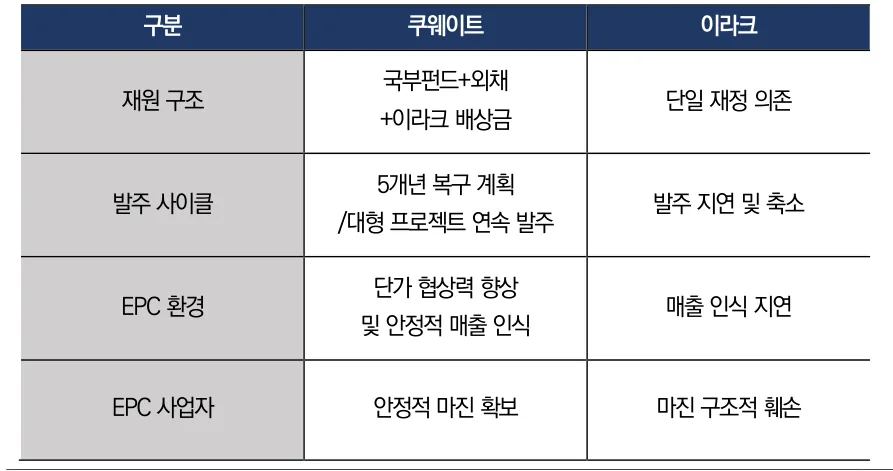 구분 쿠웨이트 이라크
재원 구조
국부펀드+외채
+이라크 배상금
단일 재정 의존
발주 사이클
5개년 복구 계획
/대형 프로젝트 연속 발주
발주 지연 및 축소
EPC 환경
단가 협상력 향상
및 안정적 매출 인식
매출 인식 지연
EPC 사업자
안정적 마진 확보
마진 구조적 훼손